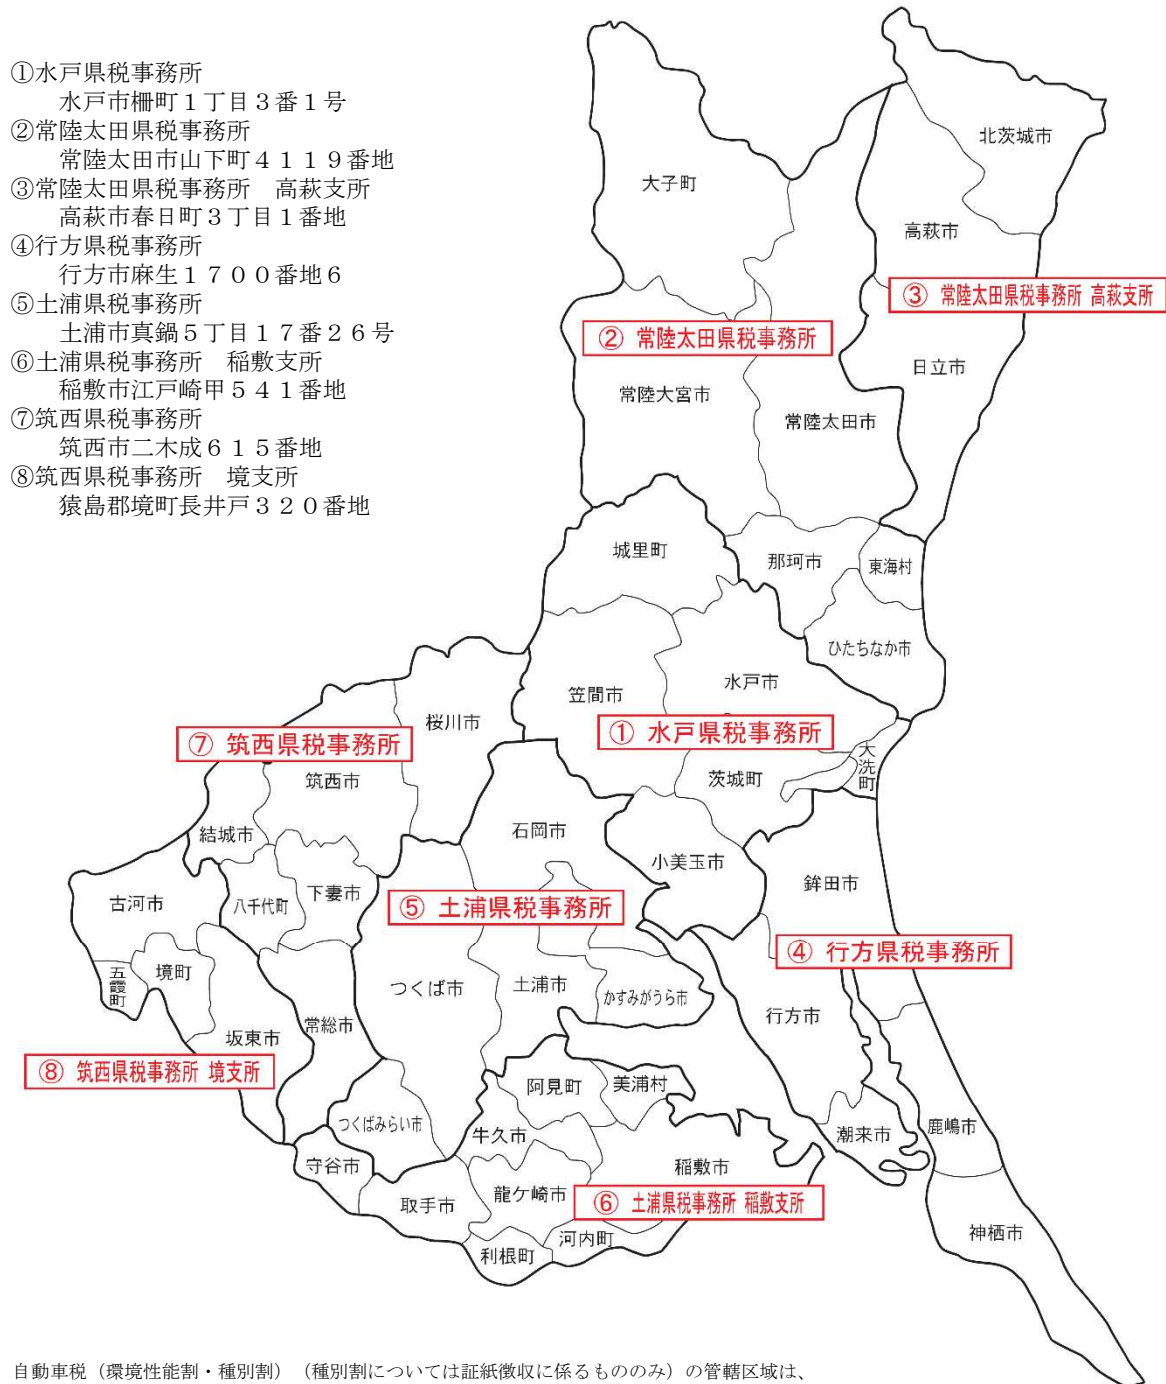 ①水戸県税事務所
水戸市柵町１丁目３番１号
②常陸太田県税事務所
常陸太田市山下町４１１９番地
③常陸太田県税事務所　高萩支所
高萩市春日町３丁目１番地
④行方県税事務所
行方市麻生１７００番地６
⑤土浦県税事務所
土浦市真鍋５丁目１７番２６号
⑥土浦県税事務所　稲敷支所
稲敷市江戸崎甲５４１番地
⑦筑西県税事務所
筑西市二木成６１５番地
⑧筑西県税事務所　境支所
猿島郡境町長井戸３２０番地
北茨城市
大子町
高萩市
③ 常陸太田県税事務所 高萩支所
② 常陸太田県税事務所
日立市
常陸大宮市
常陸太田市
城里町
那珂市
東海村
ひたちなか市
水戸市
笠間市
桜川市
① 水戸県税事務所
⑦ 筑西県税事務所
大洗町
茨城町
筑西市
結城市
石岡市
小美玉市
鉾田市
下妻市
八千代町
古河市
⑤ 土浦県税事務所
④ 行方県税事務所
境町
五霞町
つくば市
土浦市
かすみがうら市
行方市
常総市
坂東市
⑧ 筑西県税事務所 境支所
阿見町
美浦村
つくばみらい市
牛久市
潮来市
鹿嶋市
守谷市
稲敷市
龍ケ崎市
取手市
⑥ 土浦県税事務所 稲敷支所
河内町
利根町
神栖市
自動車税（環境性能割・種別割）（種別割については証紙徴収に係るもののみ）の管轄区域は、